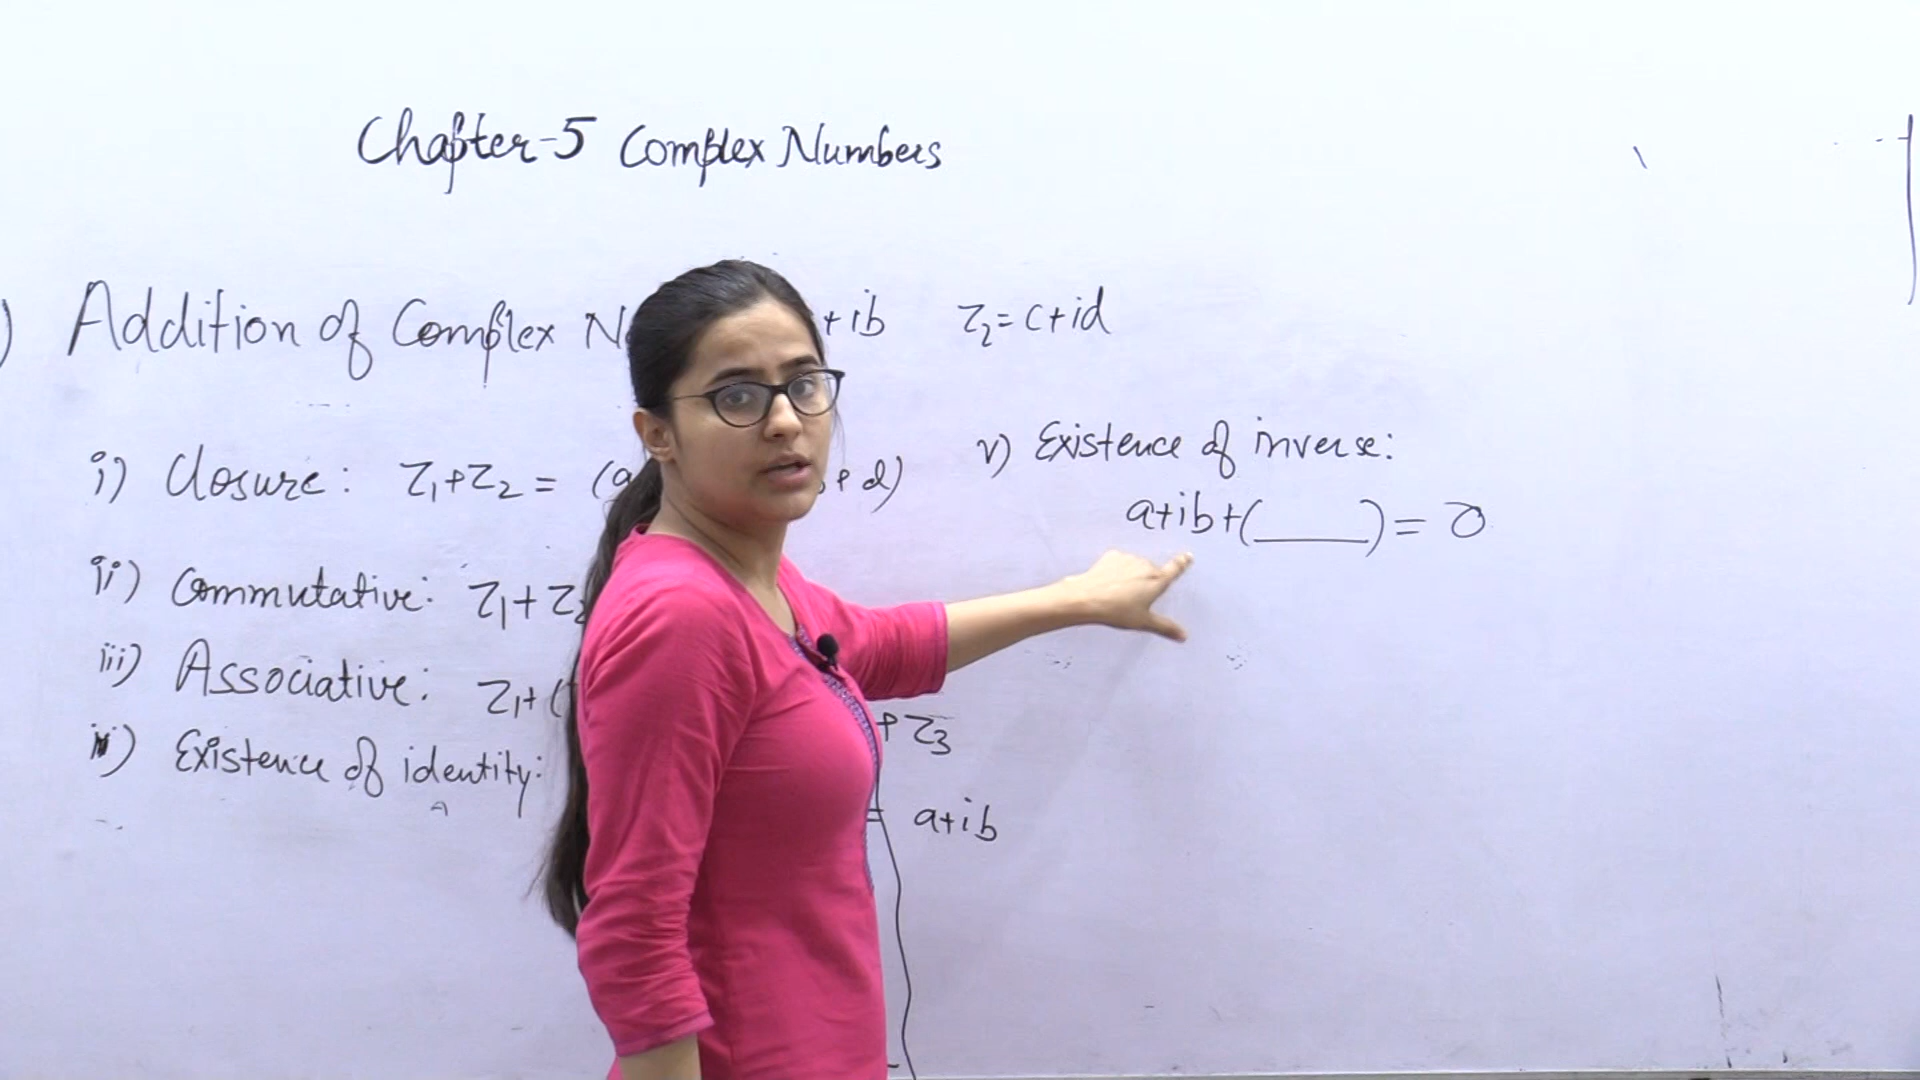 Chapter-5 Complex Numbers
) Addition of Complex N +ib z₂=c+id
i) Closure: z₁+z₂ = (a +d)
ii) Commutative: z₁+z₂
iii) Associative: z₁+( +z₃
iv) Existence of identity: = a+ib
v) Existence of inverse:
a+ib+(____)= 0